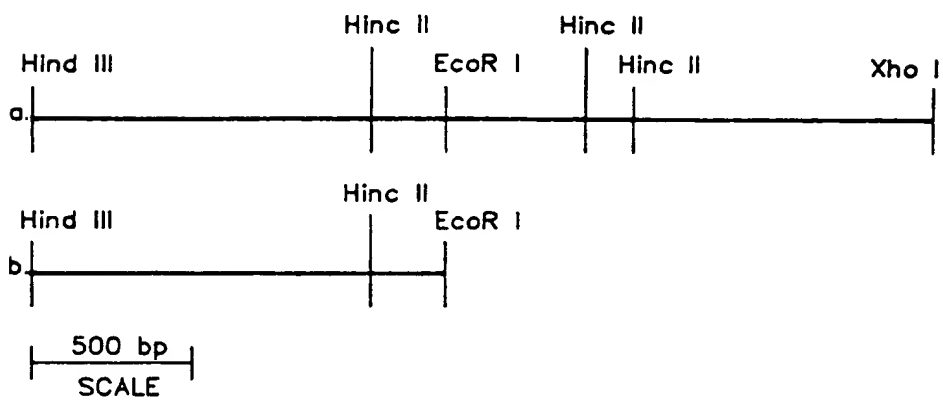 Hinc II Hinc II
Hind III EcoR I Hinc II Xho I
a.
Hinc II
Hind III EcoR I
b.
500 bp
SCALE